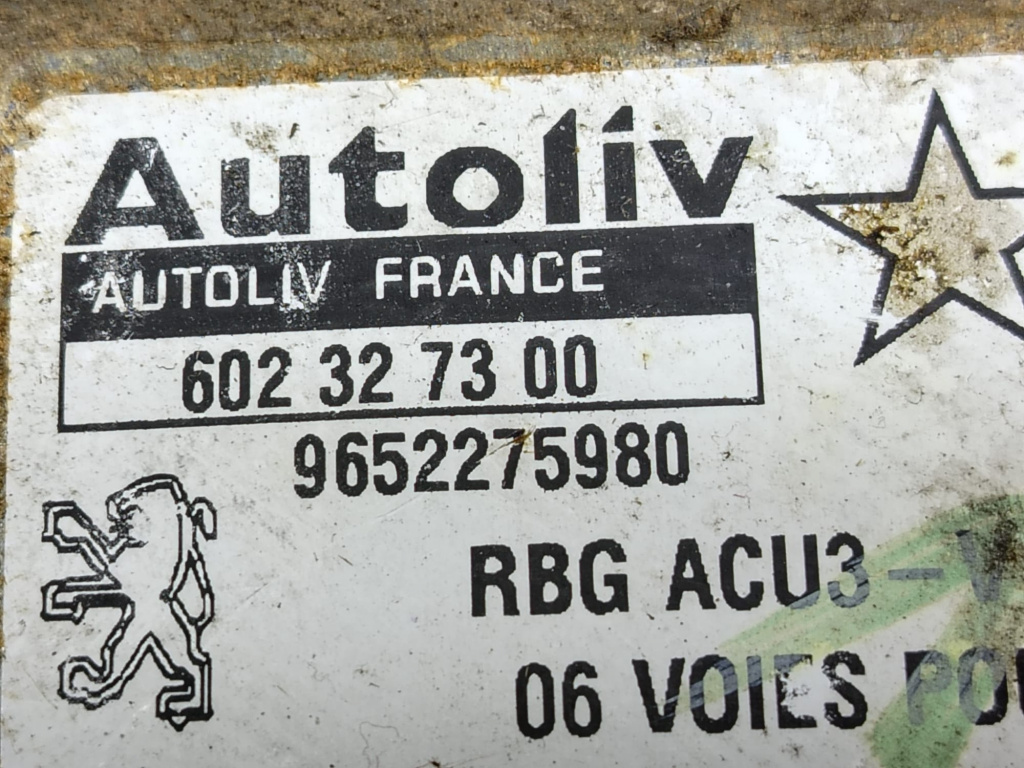 Autoliv
AUTOLIV FRANCE
602 32 73 00
9652275980
RBG ACU3-
06 VOIES